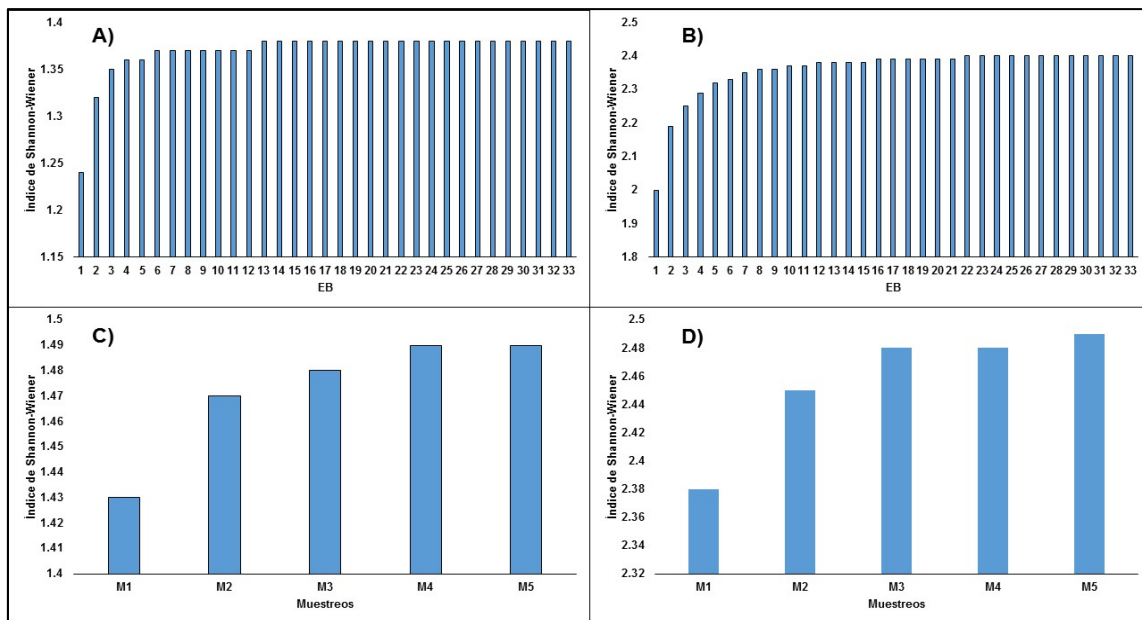 A)
Índice de Shannon-Wiener
1.4
1.35
1.3
1.25
1.2
1.15
1 2 3 4 5 6 7 8 9 10 11 12 13 14 15 16 17 18 19 20 21 22 23 24 25 26 27 28 29 30 31 32 33
EB
B)
Índice de Shannon-Wiener
2.5
2.4
2.3
2.2
2.1
2
1.9
1.8
1 2 3 4 5 6 7 8 9 10 11 12 13 14 15 16 17 18 19 20 21 22 23 24 25 26 27 28 29 30 31 32 33
EB
C)
Índice de Shannon-Wiener
1.5
1.49
1.48
1.47
1.46
1.45
1.44
1.43
1.42
1.41
1.4
M1 M2 M3 M4 M5
Muestreos
D)
Índice de Shannon-Wiener
2.5
2.48
2.46
2.44
2.42
2.4
2.38
2.36
2.34
2.32
M1 M2 M3 M4 M5
Muestreos